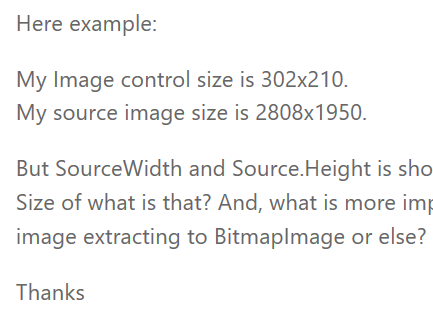 Here example:
My Image control size is 302x210.
My source image size is 2808x1950.
But SourceWidth and Source.Height is sho
Size of what is that? And, what is more imp
image extracting to BitmapImage or else?
Thanks